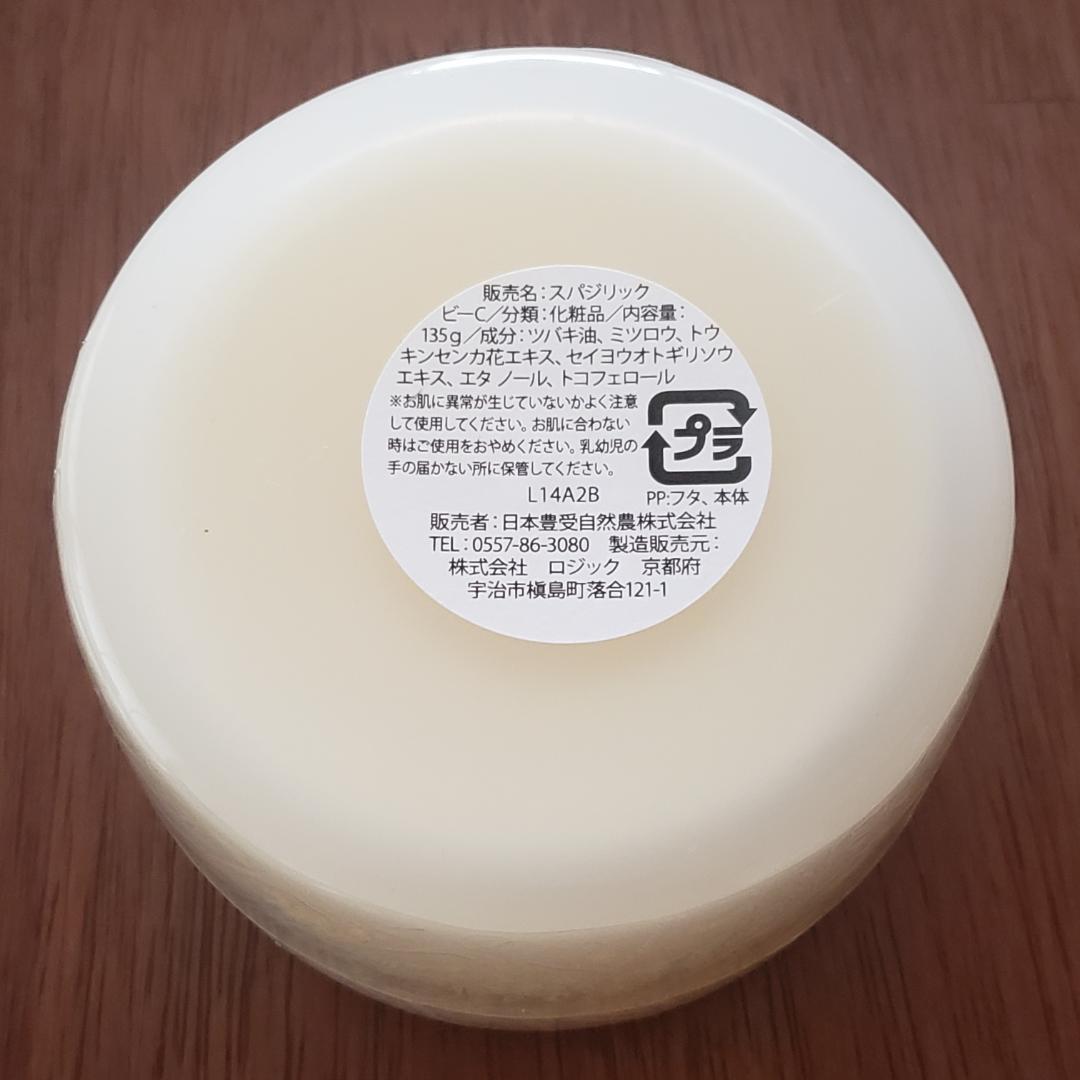 販売名：スパジリック
ビーC／分類：化粧品／内容量：
135g／成分：ツバキ油、ミツロウ、トウ
キンセンカ花エキス、セイヨウオトギリソウ
エキス、エタノール、トコフェロール
※お肌に異常が生じていないかよく注意
して使用してください。お肌に合わない
時はご使用をおやめください。乳幼児の
手の届かない所に保管してください。
プラ
L14A2B
PP:フタ、本体
販売者：日本豊受自然農株式会社
TEL：0557-86-3080　製造販売元：
株式会社　ロジック　京都府
宇治市槇島町落合121-1